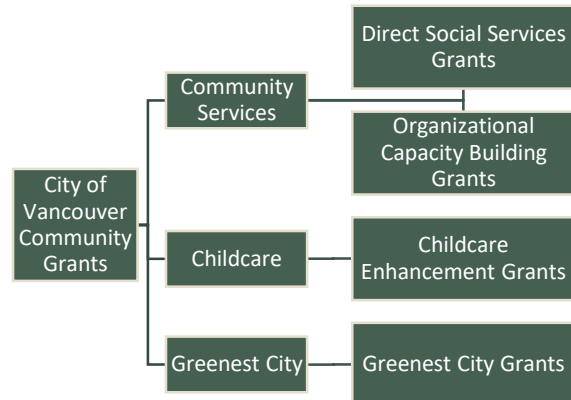 Direct Social Services
Grants
Community
Services
Organizational
Capacity Building
Grants
City of
Vancouver
Community
Grants
Childcare
Childcare
Enhancement Grants
Greenest City
Greenest City Grants